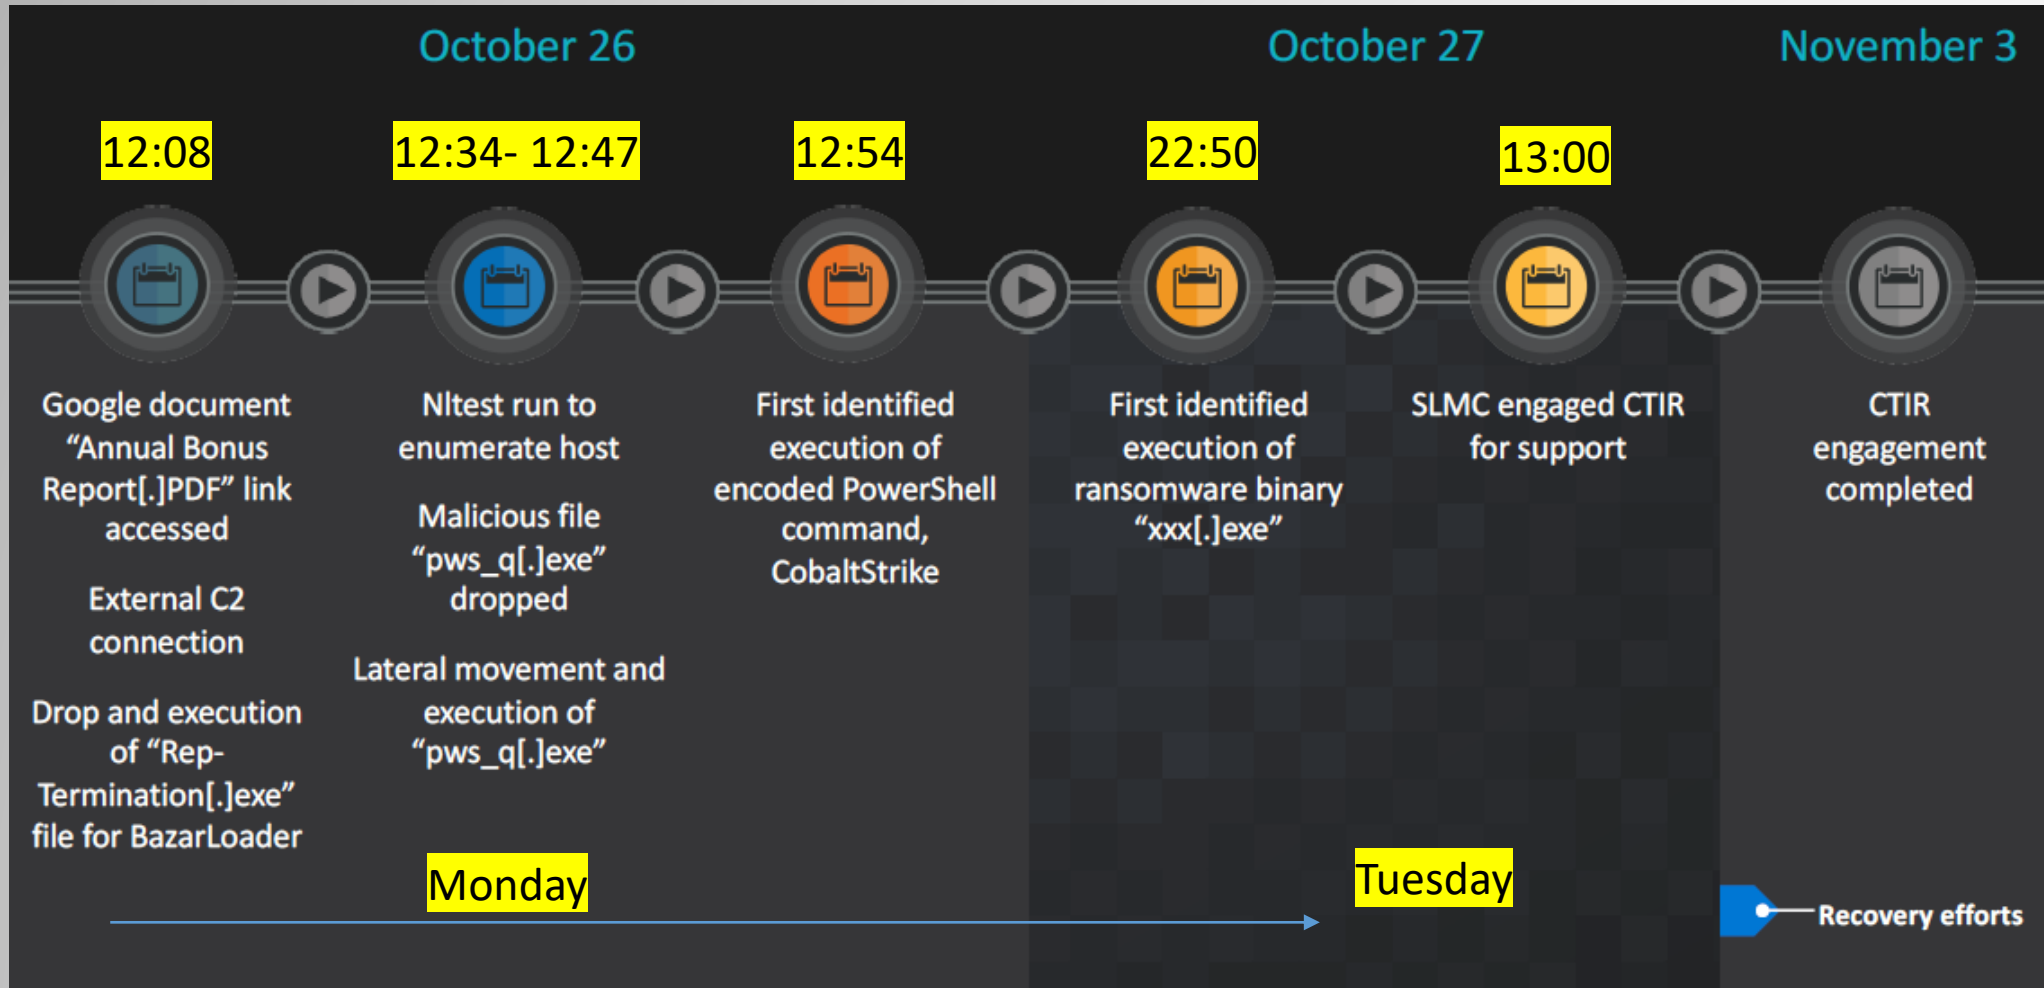 October 26
October 27
November 3
12:08
12:34- 12:47
12:54
22:50
13:00
Google document
“Annual Bonus
Report[.]PDF” link
accessed
External C2
connection
Drop and execution
of “Rep-
Termination[.]exe”
file for BazarLoader
Nltest run to
enumerate host
Malicious file
“pws_q[.]exe”
dropped
Lateral movement and
execution of
“pws_q[.]exe”
First identified
execution of
encoded PowerShell
command,
CobaltStrike
First identified
execution of
ransomware binary
“xxx[.]exe”
SLMC engaged CTIR
for support
CTIR
engagement
completed
Monday
Tuesday
Recovery efforts